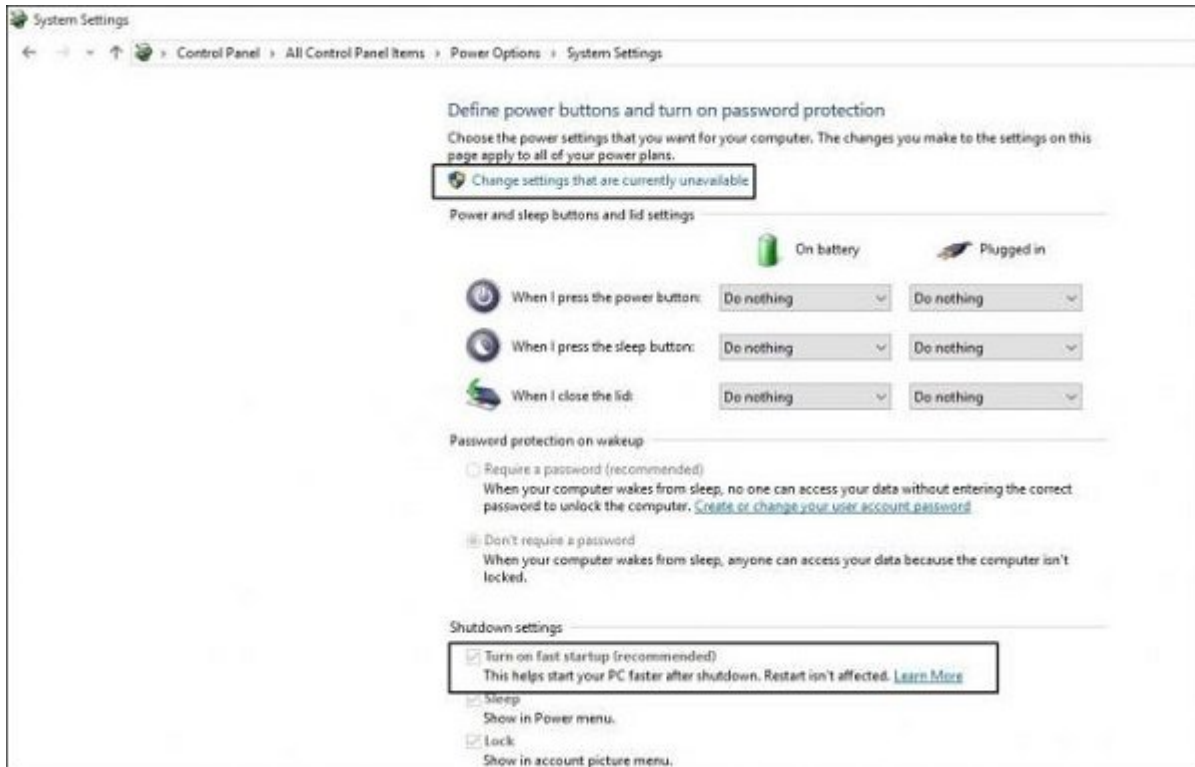 System Settings
Control Panel › All Control Panel Items › Power Options › System Settings
Define power buttons and turn on password protection
Choose the power settings that you want for your computer. The changes you make to the settings on this
page apply to all of your power plans.
Change settings that are currently unavailable
Power and sleep buttons and lid settings
On battery
Plugged in
When I press the power button:
Do nothing
Do nothing
When I press the sleep button:
Do nothing
Do nothing
When I close the lid:
Do nothing
Do nothing
Password protection on wakeup
Require a password (recommended)
When your computer wakes from sleep, no one can access your data without entering the correct
password to unlock the computer. Create or change your user account password
Don't require a password
When your computer wakes from sleep, anyone can access your data because the computer isn't
locked.
Shutdown settings
Turn on fast startup (recommended)
This helps start your PC faster after shutdown. Restart isn't affected. Learn More
Sleep
Show in Power menu.
Lock
Show in account picture menu.